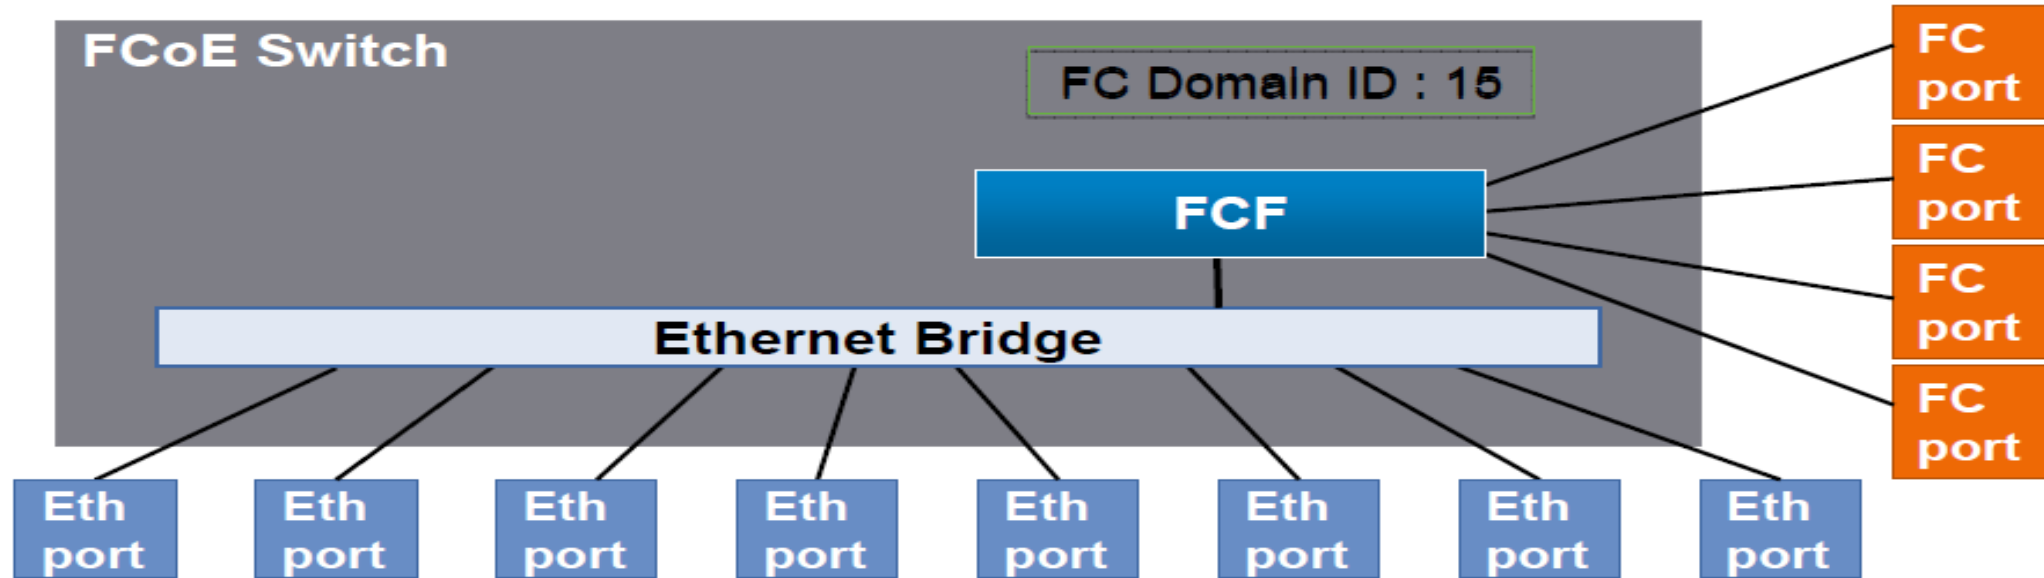 FCoE Switch
FC Domain ID : 15
FC
port
FC
port
FC
port
FC
port
FCF
Ethernet Bridge
Eth
port
Eth
port
Eth
port
Eth
port
Eth
port
Eth
port
Eth
port
Eth
port